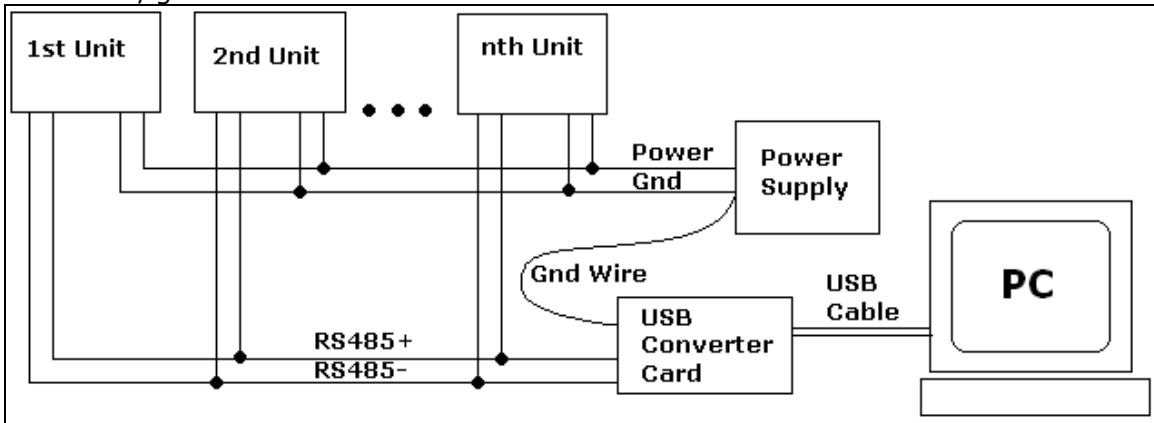 1st Unit
2nd Unit
nth Unit
Power
Gnd
Power
Supply
Gnd Wire
USB
Cable
PC
USB
Converter
Card
RS485+
RS485-